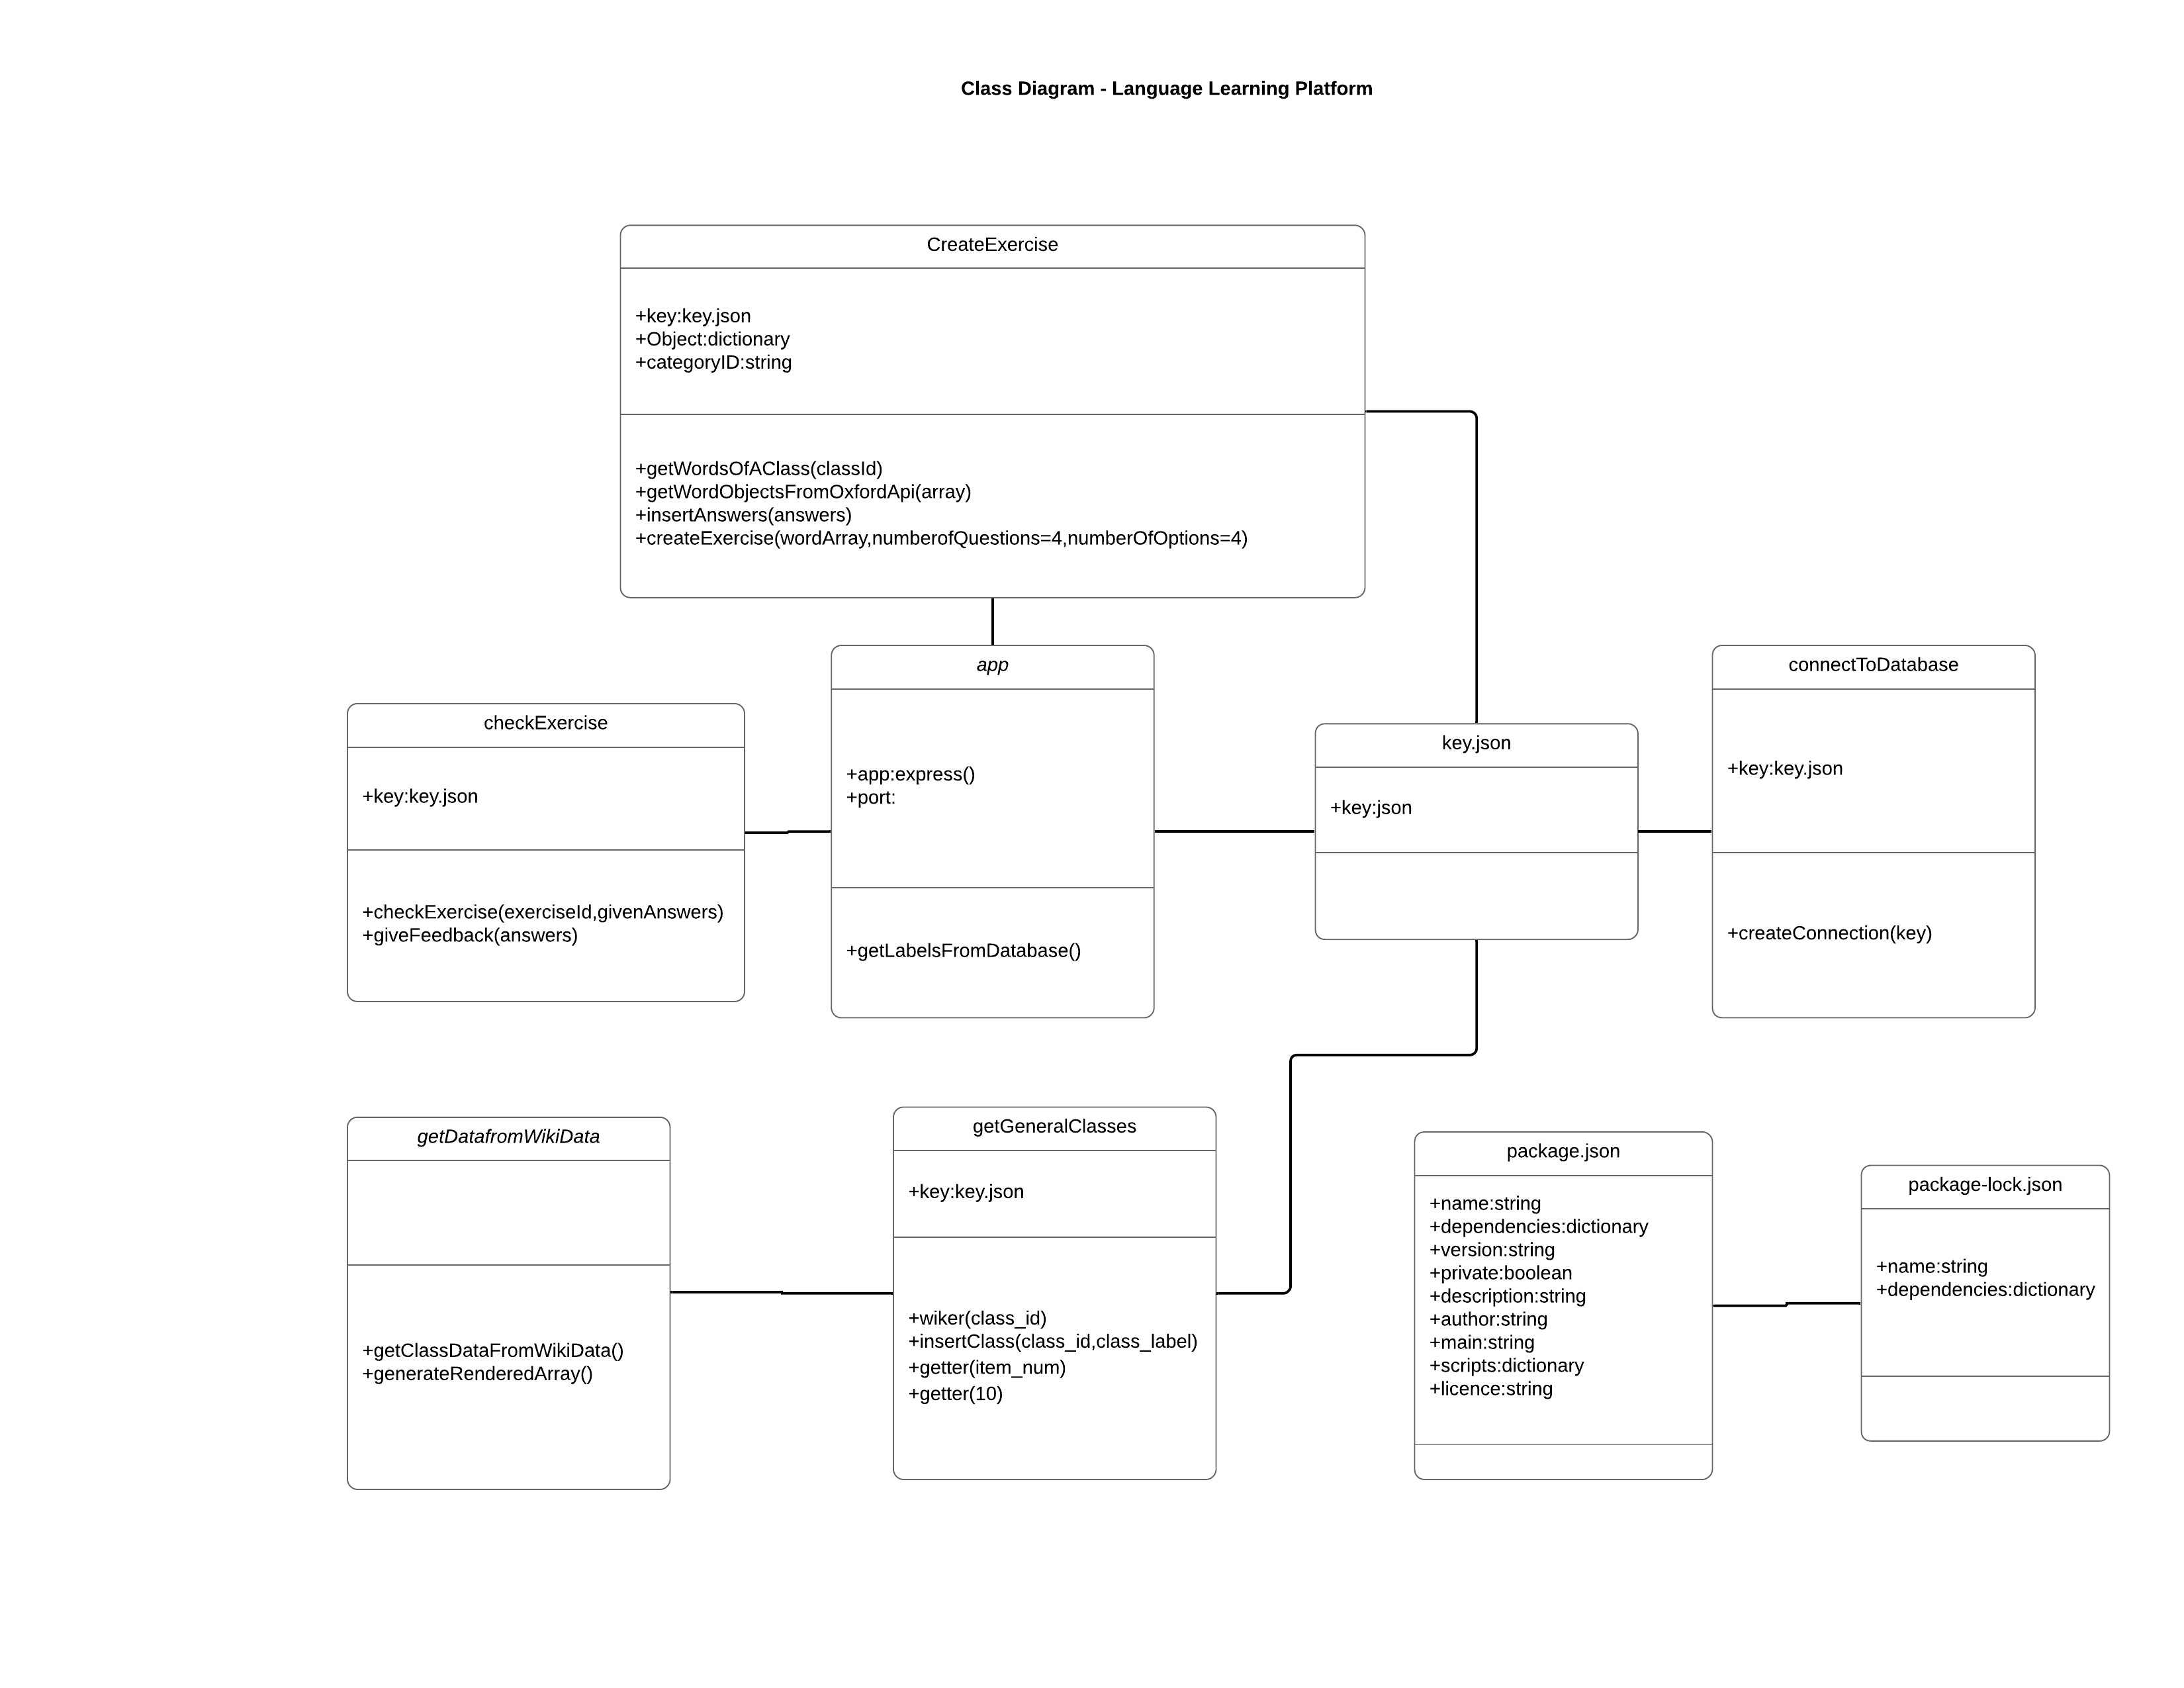 Class Diagram - Language Learning Platform
CreateExercise
+key:key.json
+Object:dictionary
+categoryID:string
+getWordsOfAClass(classId)
+getWordObjectsFromOxfordApi(array)
+insertAnswers(answers)
+createExercise(wordArray,numberofQuestions=4,numberOfOptions=4)
checkExercise
+key:key.json
+checkExercise(exerciseId,givenAnswers)
+giveFeedback(answers)
app
+app:express()
+port:
+getLabelsFromDatabase()
key.json
+key:json
connectToDatabase
+key:key.json
+createConnection(key)
getDatafromWikiData
+getClassDataFromWikiData()
+generateRenderedArray()
getGeneralClasses
+key:key.json
+wiker(class_id)
+insertClass(class_id,class_label)
+getter(item_num)
+getter(10)
package.json
+name:string
+dependencies:dictionary
+version:string
+private:boolean
+description:string
+author:string
+main:string
+scripts:dictionary
+licence:string
package-lock.json
+name:string
+dependencies:dictionary